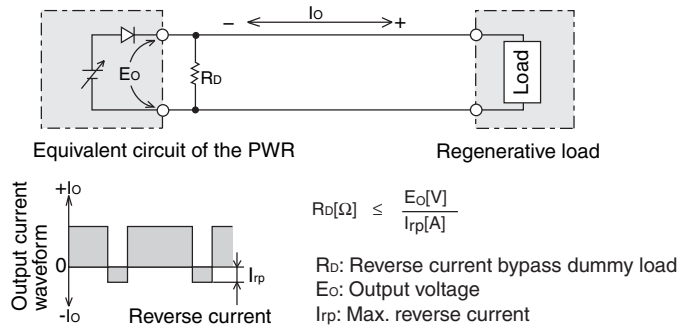 − Io +
Eo
RD
Load
Equivalent circuit of the PWR
Regenerative load
+Io
Output current
waveform
0
-Io
Irp
Reverse current
RD[Ω] ≤ Eo[V]
Irp[A]
RD: Reverse current bypass dummy load
Eo: Output voltage
Irp: Max. reverse current